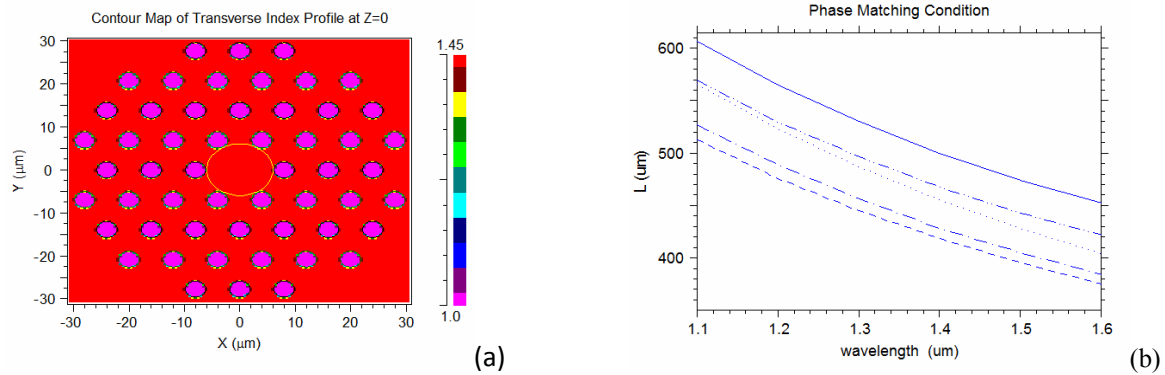 Contour Map of Transverse Index Profile at Z=0
30
20
10
0
-10
-20
-30
Y (µm)
-30 -20 -10 0 10 20 30
X (µm)
1.45
1.0
(a)
Phase Matching Condition
600
500
400
L (um)
1.1 1.2 1.3 1.4 1.5 1.6
wavelength (um)
(b)